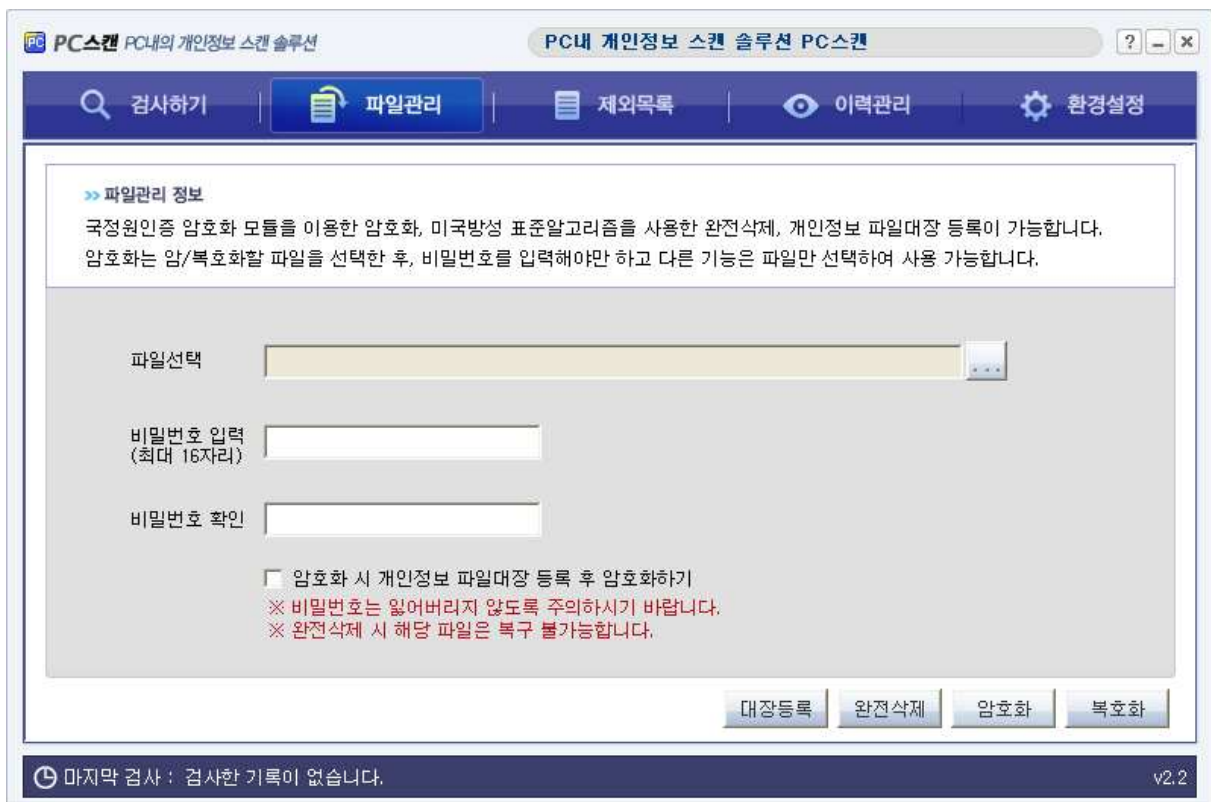 PC스캔 PC내의 개인정보 스캔 솔루션
PC내 개인정보 스캔 솔루션 PC스캔
검사하기
파일관리
제외목록
이력관리
환경설정
>> 파일관리 정보
국정원인증 암호화 모듈을 이용한 암호화, 미국방성 표준알고리즘을 사용한 완전삭제, 개인정보 파일대장 등록이 가능합니다.
암호화는 암/복호화할 파일을 선택한 후, 비밀번호를 입력해야만 하고 다른 기능은 파일만 선택하여 사용 가능합니다.
파일선택
...
비밀번호 입력
(최대 16자리)
비밀번호 확인
암호화 시 개인정보 파일대장 등록 후 암호화하기
※ 비밀번호는 잃어버리지 않도록 주의하시기 바랍니다.
※ 완전삭제 시 해당 파일은 복구 불가능합니다.
대장등록
완전삭제
암호화
복호화
마지막 검사 : 검사한 기록이 없습니다.
v2.2